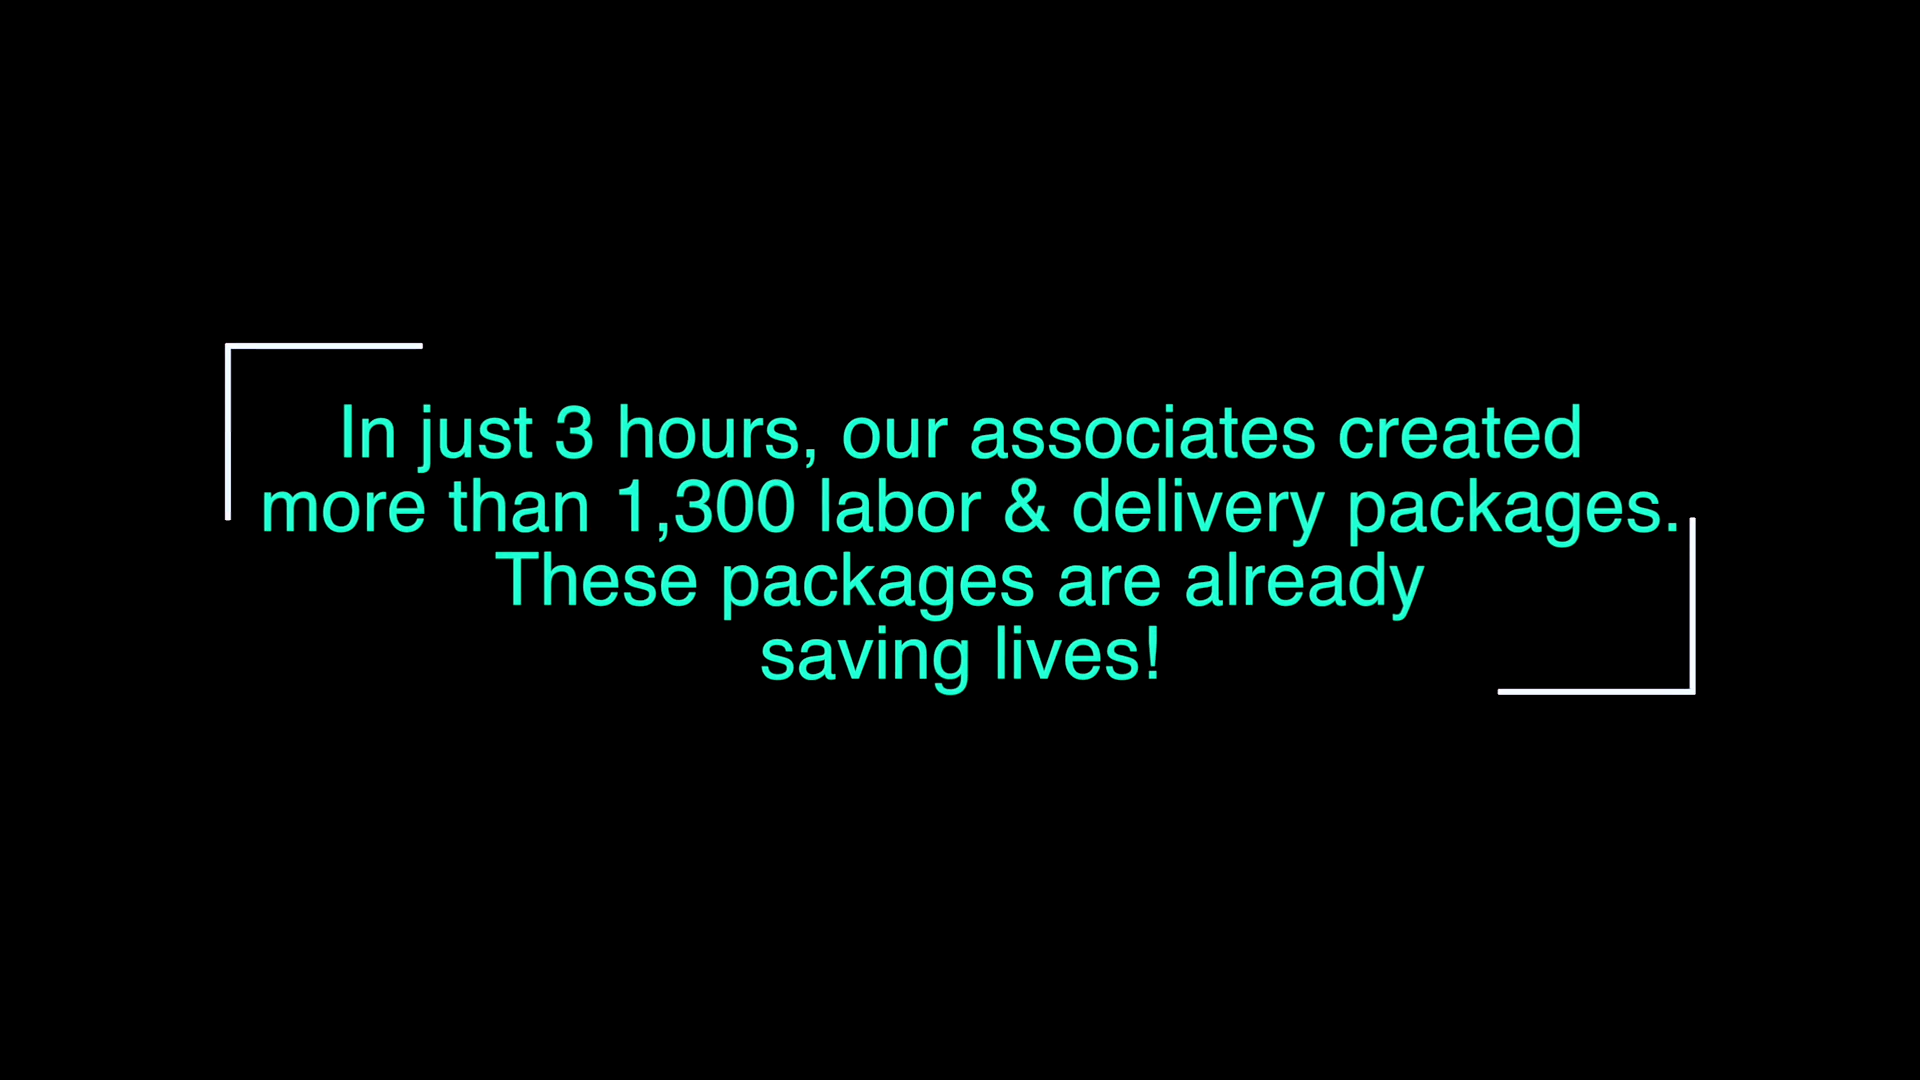 In just 3 hours, our associates created
more than 1,300 labor & delivery packages.
These packages are already
saving lives!